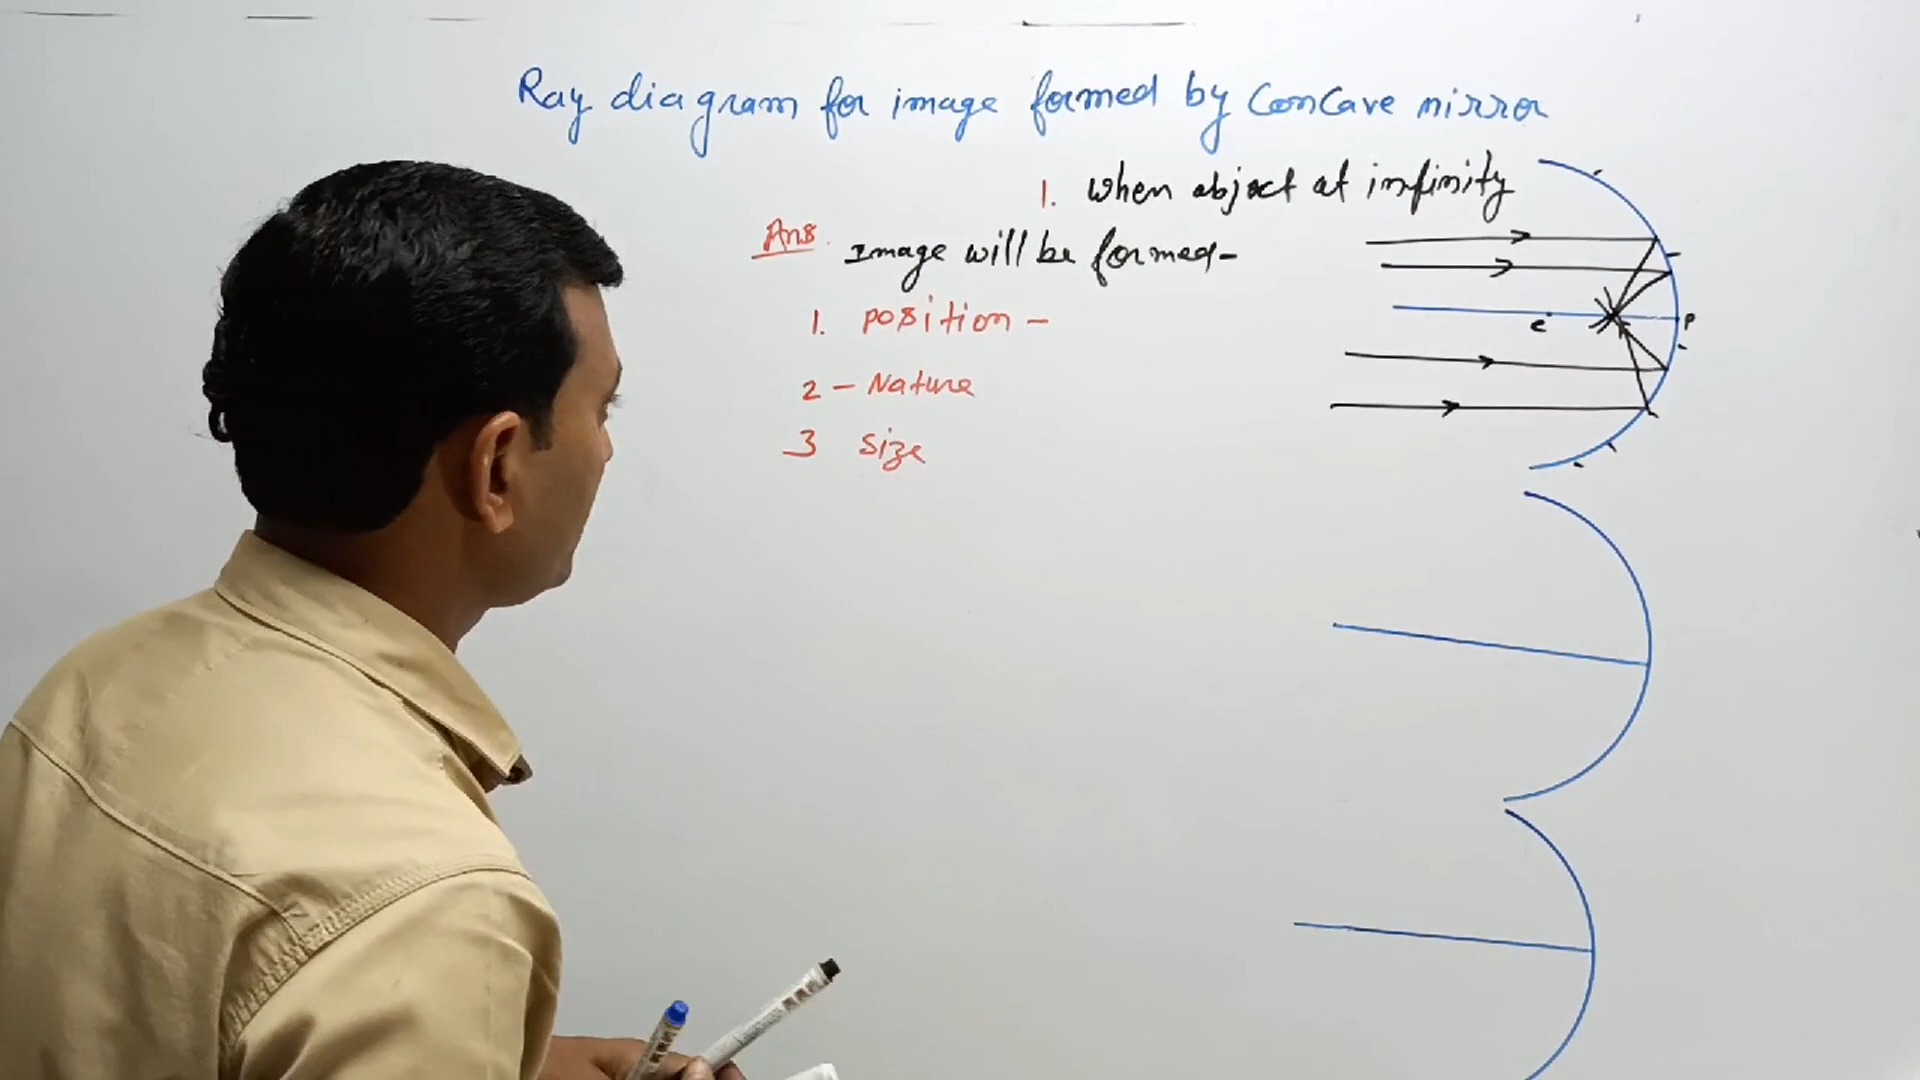 Ray diagram for image formed by Concave mirror
1. When object at infinity
Ans. Image will be formed-
1. Position -
2 - Nature
3 Size
C
P